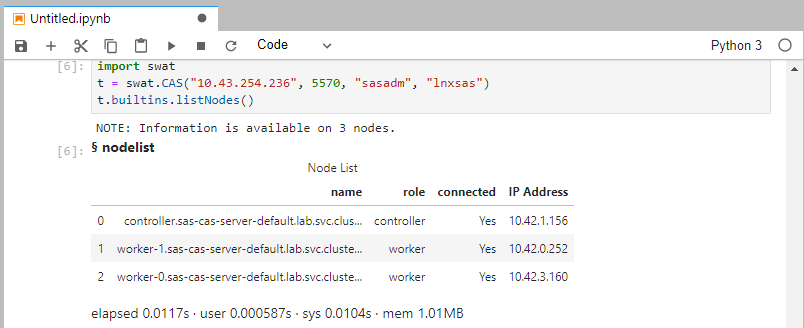 Untitled.ipynb
Code
Python 3
[6]:
import swat
t = swat.CAS("10.43.254.236", 5570, "sasadm", "lnxsas")
t.builtins.listNodes()
NOTE: Information is available on 3 nodes.
[6]:
§ nodelist
Node List
name role connected IP Address
0 controller.sas-cas-server-default.lab.svc.clus... controller Yes 10.42.1.156
1 worker-1.sas-cas-server-default.lab.svc.cluste... worker Yes 10.42.0.252
2 worker-0.sas-cas-server-default.lab.svc.cluste... worker Yes 10.42.3.160
elapsed 0.0117s · user 0.000587s · sys 0.0104s · mem 1.01MB